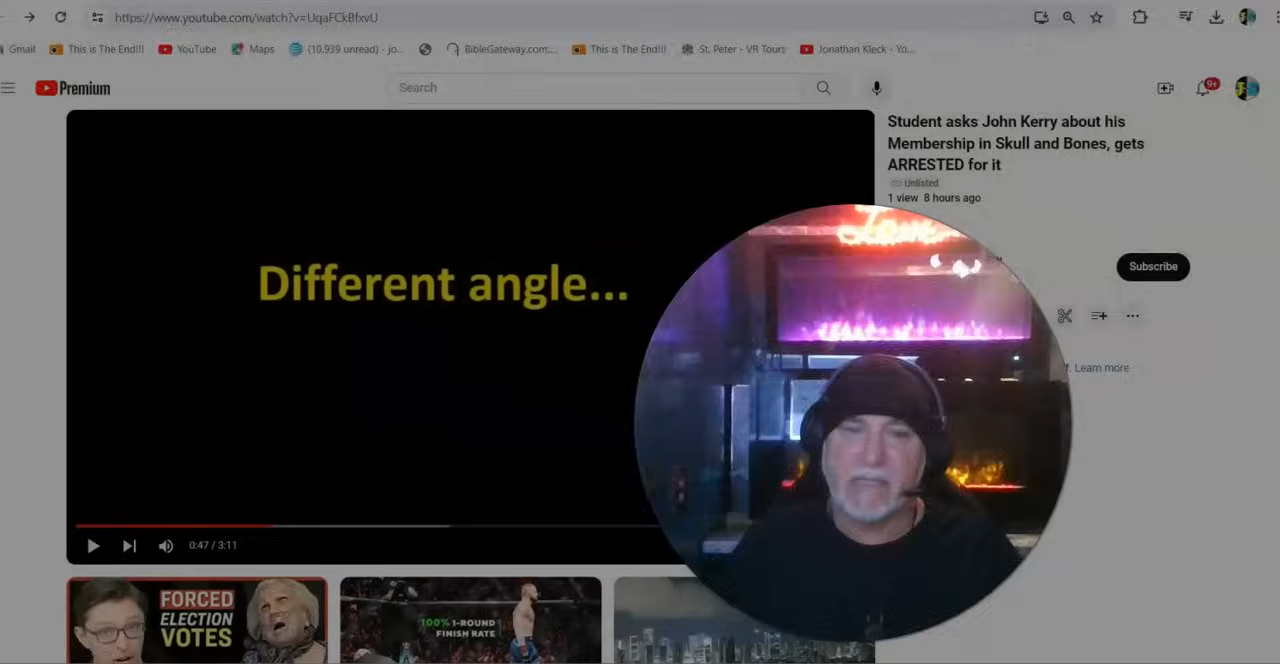 https://www.youtube.com/watch?v=UqaFCkBfxvU
Gmail This is The End!!! YouTube Maps (10,939 unread) - jo... BibleGateway.com:... This is The End!!! St. Peter - VR Tours Jonathan Kleck - Yo...
Premium
Search
9+
Different angle...
Student asks John Kerry about his
Membership in Skull and Bones, gets
ARRESTED for it
Unlisted
1 view 8 hours ago
Love
Subscribe
Learn more
0:47 / 3:11
FORCED
ELECTION
VOTES
100% 1-ROUND
FINISH RATE